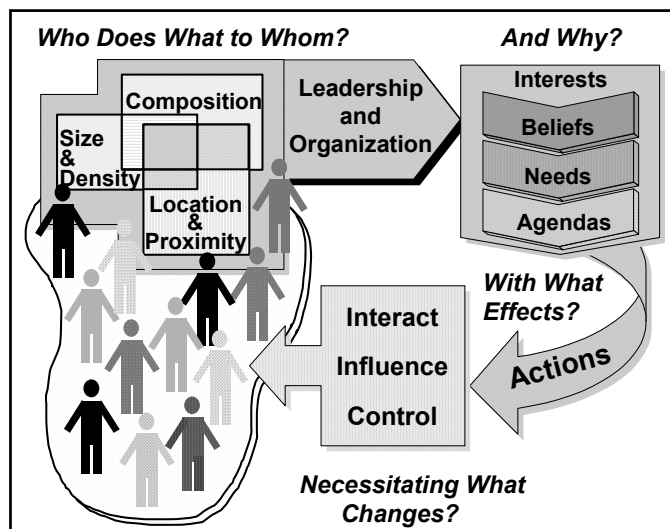 Who Does What to Whom?
And Why?
Composition
Size
&
Density
Location
&
Proximity
Leadership
and
Organization
Interests
Beliefs
Needs
Agendas
With What
Effects?
Actions
Interact
Influence
Control
Necessitating What
Changes?